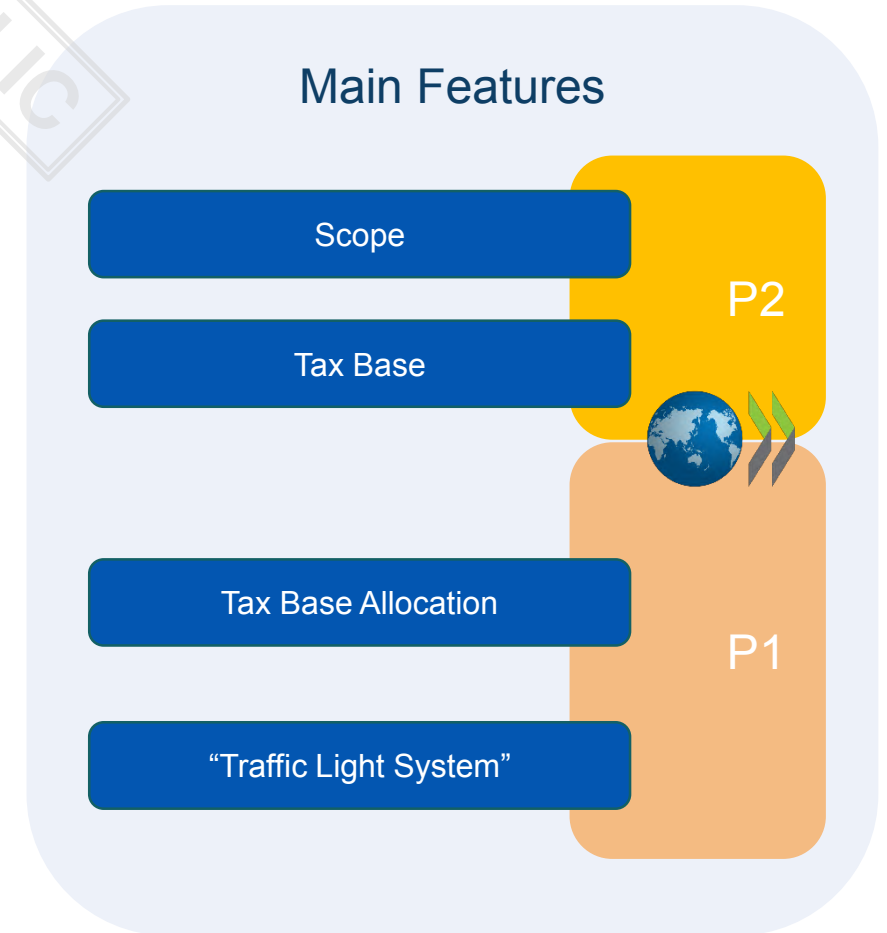 Main Features
Scope
P2
Tax Base
Tax Base Allocation
P1
“Traffic Light System”